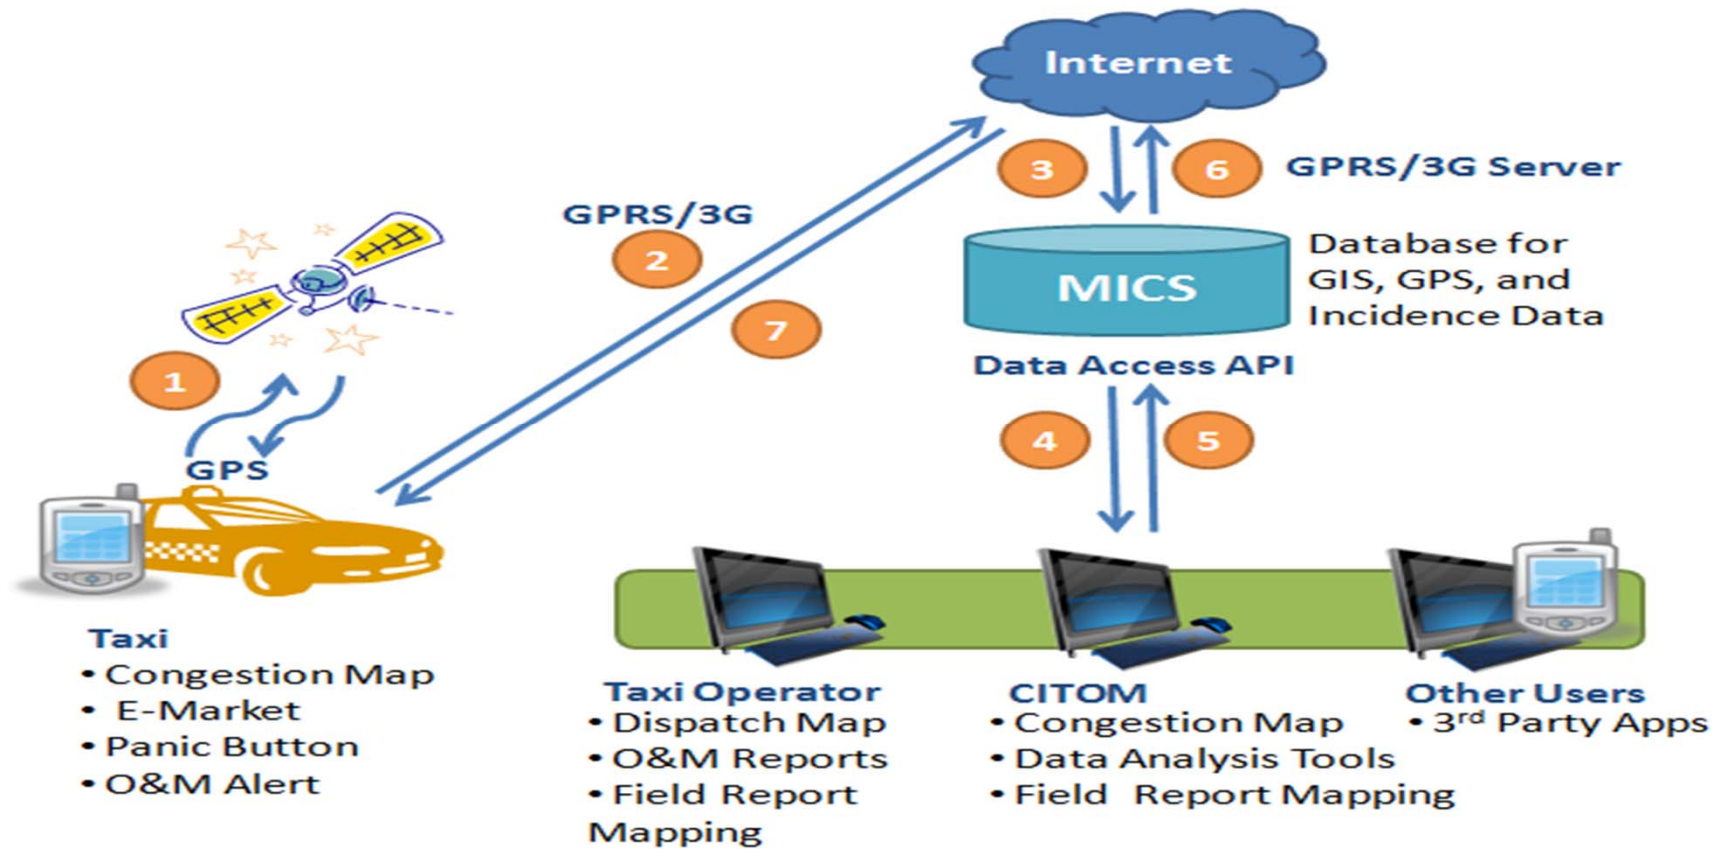 Internet
3
6
GPRS/3G Server
GPRS/3G
2
7
MICS
Database for
GIS, GPS, and
Incidence Data
1
GPS
Data Access API
4
5
Taxi
• Congestion Map
• E-Market
• Panic Button
• O&M Alert
Taxi Operator
• Dispatch Map
• O&M Reports
• Field Report
Mapping
CITOM
• Congestion Map
• Data Analysis Tools
• Field Report Mapping
Other Users
• 3rd Party Apps